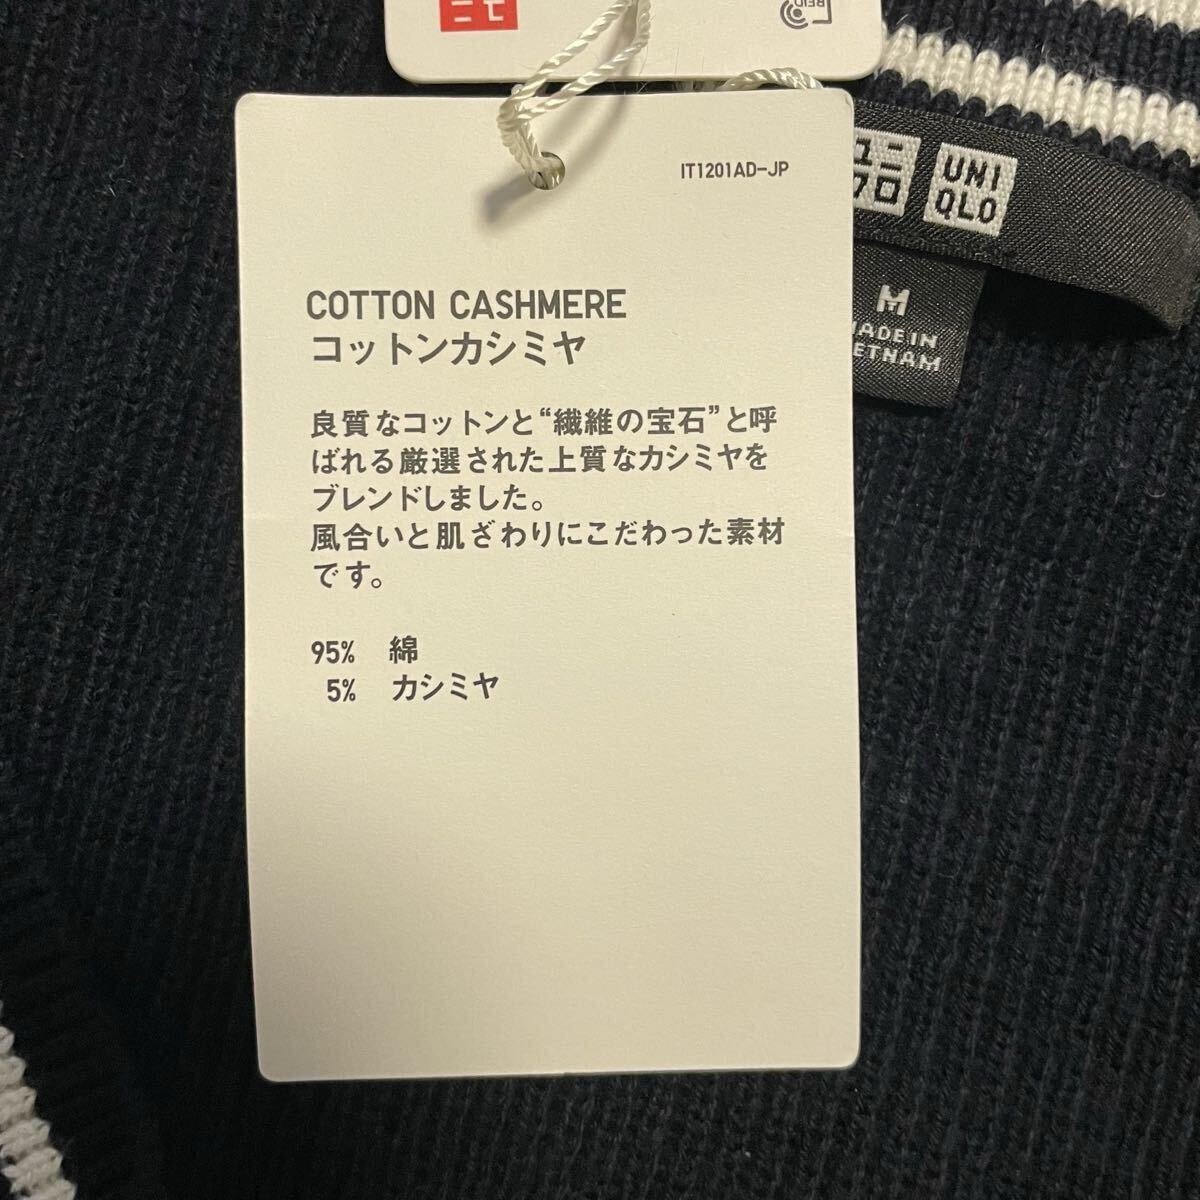 RFID
IT1201AD-JP
UNI
QLO
M
MADE IN
VIETNAM
COTTON CASHMERE
コットンカシミヤ
良質なコットンと“繊維の宝石”と呼
ばれる厳選された上質なカシミヤを
ブレンドしました。
風合いと肌ざわりにこだわった素材
です。
95% 綿
5% カシミヤ